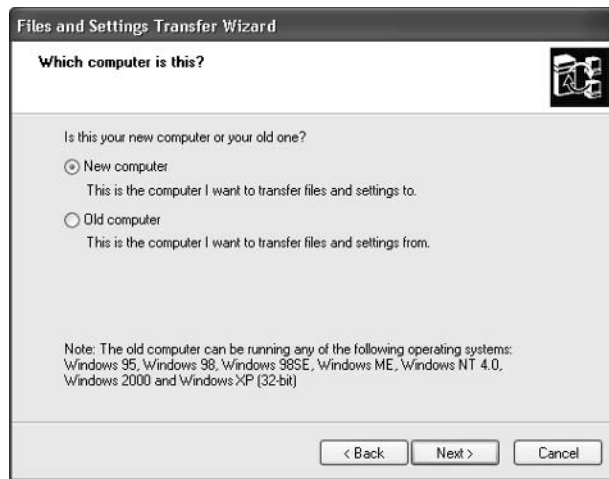 Files and Settings Transfer Wizard
Which computer is this?
Is this your new computer or your old one?
New computer
This is the computer I want to transfer files and settings to.
Old computer
This is the computer I want to transfer files and settings from.
Note: The old computer can be running any of the following operating systems:
Windows 95, Windows 98, Windows 98SE, Windows ME, Windows NT 4.0,
Windows 2000 and Windows XP (32-bit)
< Back Next > Cancel